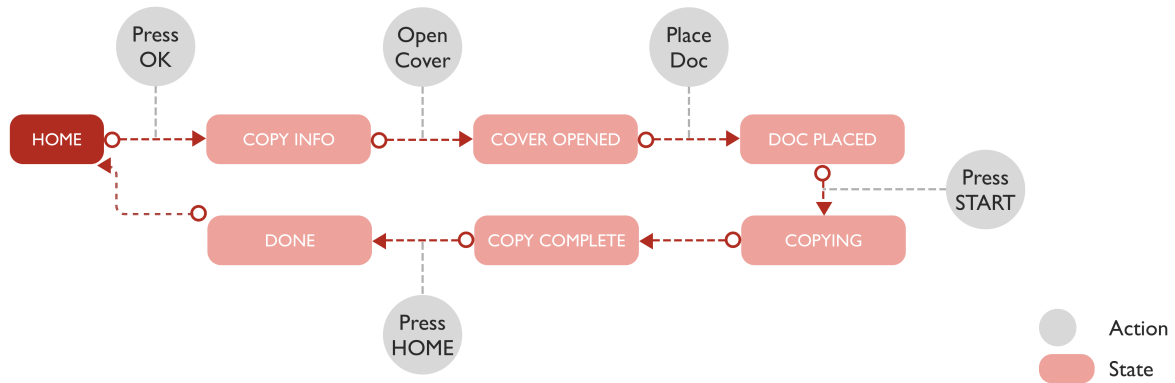 Press
OK
Open
Cover
Place
Doc
HOME
COPY INFO
COVER OPENED
DOC PLACED
Press
START
DONE
COPY COMPLETE
COPYING
Press
HOME
Action
State